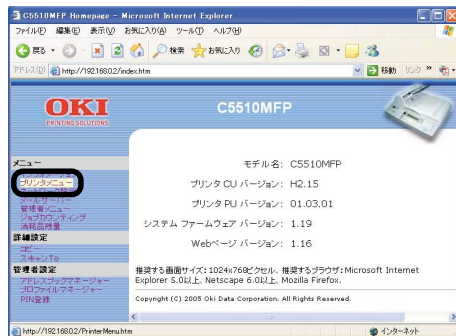 C5510MFP Homepage - Microsoft Internet Explorer
ファイル(F) 編集(E) 表示(V) お気に入り(A) ツール(T) ヘルプ(H)
戻る 検索 お気に入り
アドレス(D) http://192.168.0.2/index.htm 移動 リンク »
OKI
PRINTING SOLUTIONS
C5510MFP
メニュー
プリンタメニュー
メールサーバー
管理者メニュー
ジョブカウンティング
消耗品残量
詳細設定
コピー
スキャンTo
管理者設定
アドレスブックマネージャー
プロファイルマネージャー
PIN登録
モデル名: C5510MFP
プリンタ CU バージョン: H2.15
プリンタ PU バージョン: 01.03.01
システム ファームウェア バージョン: 1.19
Webページ バージョン: 1.16
推奨する画面サイズ: 1024x768ピクセル、推奨するブラウザ: Microsoft Internet
Explorer 5.0以上、Netscape 6.0以上、Mozilla Firefox.
Copyright (C) 2005 Oki Data Corporation. All Rights Reserved.
http://192.168.0.2/PrinterMenu.htm インターネット